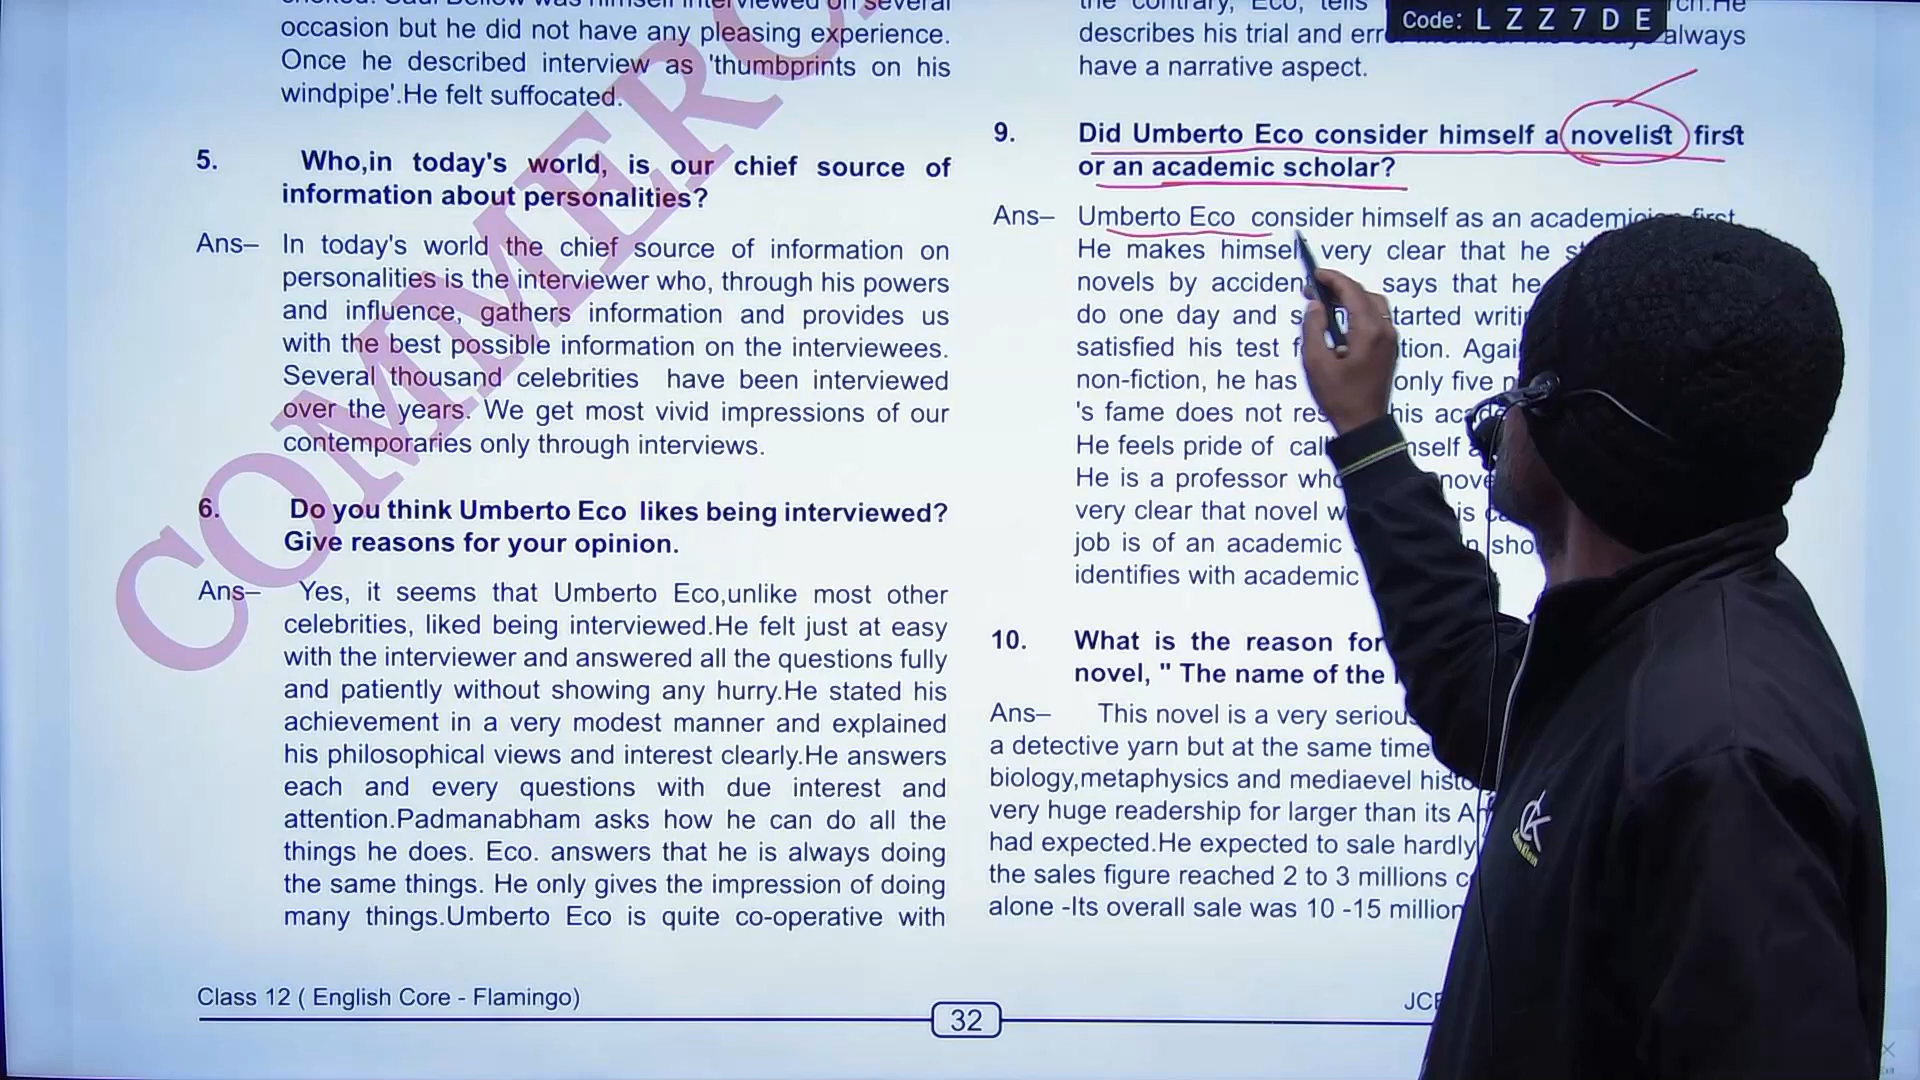 occasion but he did not have any pleasing experience.
Once he described interview as 'thumbprints on his
windpipe'.He felt suffocated.
5. Who,in today's world, is our chief source of
information about personalities?
Ans– In today's world the chief source of information on
personalities is the interviewer who, through his powers
and influence, gathers information and provides us
with the best possible information on the interviewees.
Several thousand celebrities have been interviewed
over the years. We get most vivid impressions of our
contemporaries only through interviews.
6. Do you think Umberto Eco likes being interviewed?
Give reasons for your opinion.
Ans– Yes, it seems that Umberto Eco,unlike most other
celebrities, liked being interviewed.He felt just at easy
with the interviewer and answered all the questions fully
and patiently without showing any hurry.He stated his
achievement in a very modest manner and explained
his philosophical views and interest clearly.He answers
each and every questions with due interest and
attention.Padmanabham asks how he can do all the
things he does. Eco. answers that he is always doing
the same things. He only gives the impression of doing
many things.Umberto Eco is quite co-operative with
the contrary, Eco, tells
describes his trial and always
have a narrative aspect.
9. Did Umberto Eco consider himself a novelist first
or an academic scholar?
Ans– Umberto Eco consider himself as an first
He makes himself very clear that he
novels by says that he
do one day and started
satisfied his test
non-fiction, he has only five
's fame does not his
He feels pride of
He is a professor
very clear that novel
job is of an academic
identifies with academic
10. What is the reason for
novel, " The name of the
Ans– This novel is a very
a detective yarn but at the same time
biology,metaphysics and mediaevel
very huge readership for larger than its
had expected.He expected to sale hardly
the sales figure reached 2 to 3 millions
alone -Its overall sale was 10 -15 million
Class 12 ( English Core - Flamingo)
32
Code: L Z Z 7 D E